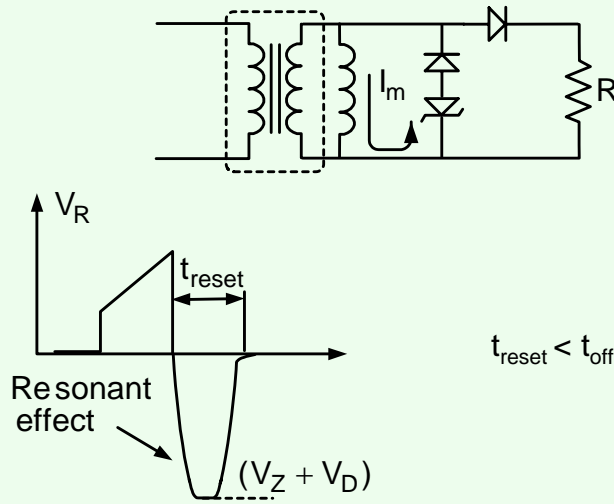 I_m
R
V_R
t_reset
t_reset < t_off
Resonant
effect
(V_Z + V_D)